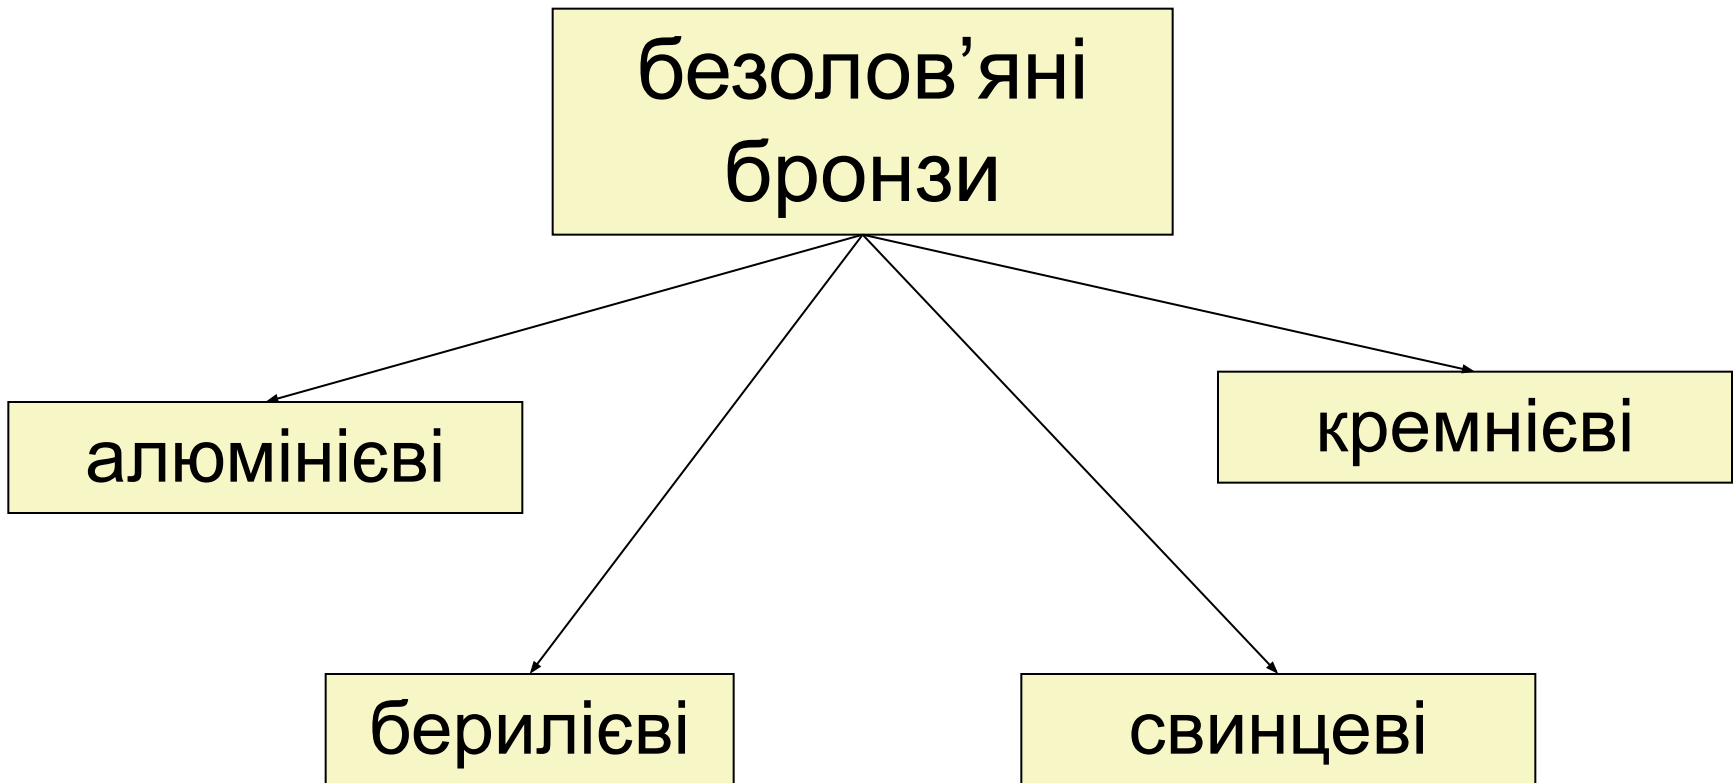 безолов’яні
бронзи
алюмінієві
кремнієві
берилієві
свинцеві